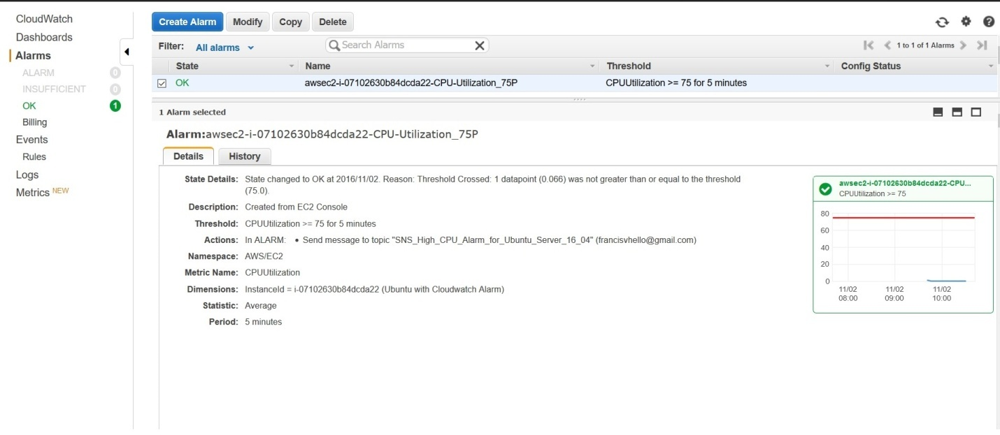 CloudWatch
Dashboards
Alarms
ALARM 0
INSUFFICIENT 0
OK 1
Billing
Events
Rules
Logs
Metrics NEW
Create Alarm Modify Copy Delete
Filter: All alarms Search Alarms 1 to 1 of 1 Alarms
State Name Threshold Config Status
OK awsec2-i-07102630b84dcda22-CPU-Utilization_75P CPUUtilization >= 75 for 5 minutes
1 Alarm selected
Alarm:awsec2-i-07102630b84dcda22-CPU-Utilization_75P
Details History
State Details: State changed to OK at 2016/11/02. Reason: Threshold Crossed: 1 datapoint (0.066) was not greater than or equal to the threshold
(75.0).
Description: Created from EC2 Console
Threshold: CPUUtilization >= 75 for 5 minutes
Actions: In ALARM: • Send message to topic "SNS_High_CPU_Alarm_for_Ubuntu_Server_16_04" (francisvhello@gmail.com)
Namespace: AWS/EC2
Metric Name: CPUUtilization
Dimensions: InstanceId = i-07102630b84dcda22 (Ubuntu with Cloudwatch Alarm)
Statistic: Average
Period: 5 minutes
awsec2-i-07102630b84dcda22-CPU...
CPUUtilization >= 75
80
60
40
20
0
11/02 11/02 11/02
08:00 09:00 10:00